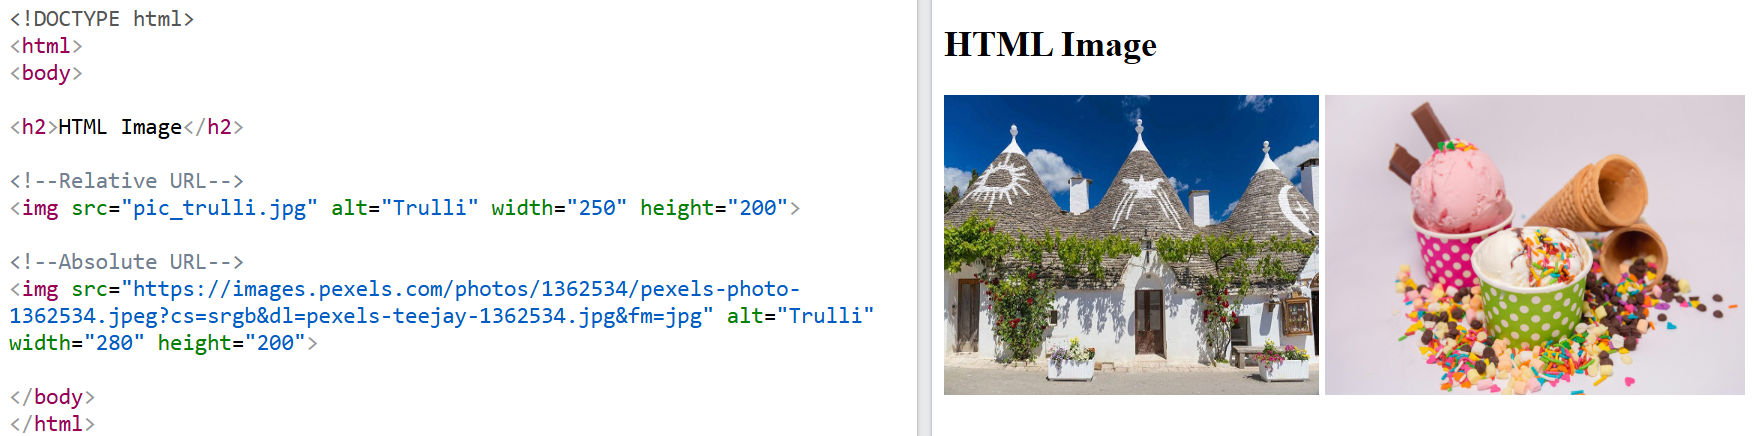 <!DOCTYPE html>
<html>
<body>
<h2>HTML Image</h2>
<!--Relative URL-->
<img src="pic_trulli.jpg" alt="Trulli" width="250" height="200">
<!--Absolute URL-->
<img src="https://images.pexels.com/photos/1362534/pexels-photo-
1362534.jpeg?cs=srgb&dl=pexels-teejay-1362534.jpg&fm=jpg" alt="Trulli"
width="280" height="200">
</body>
</html>
HTML Image